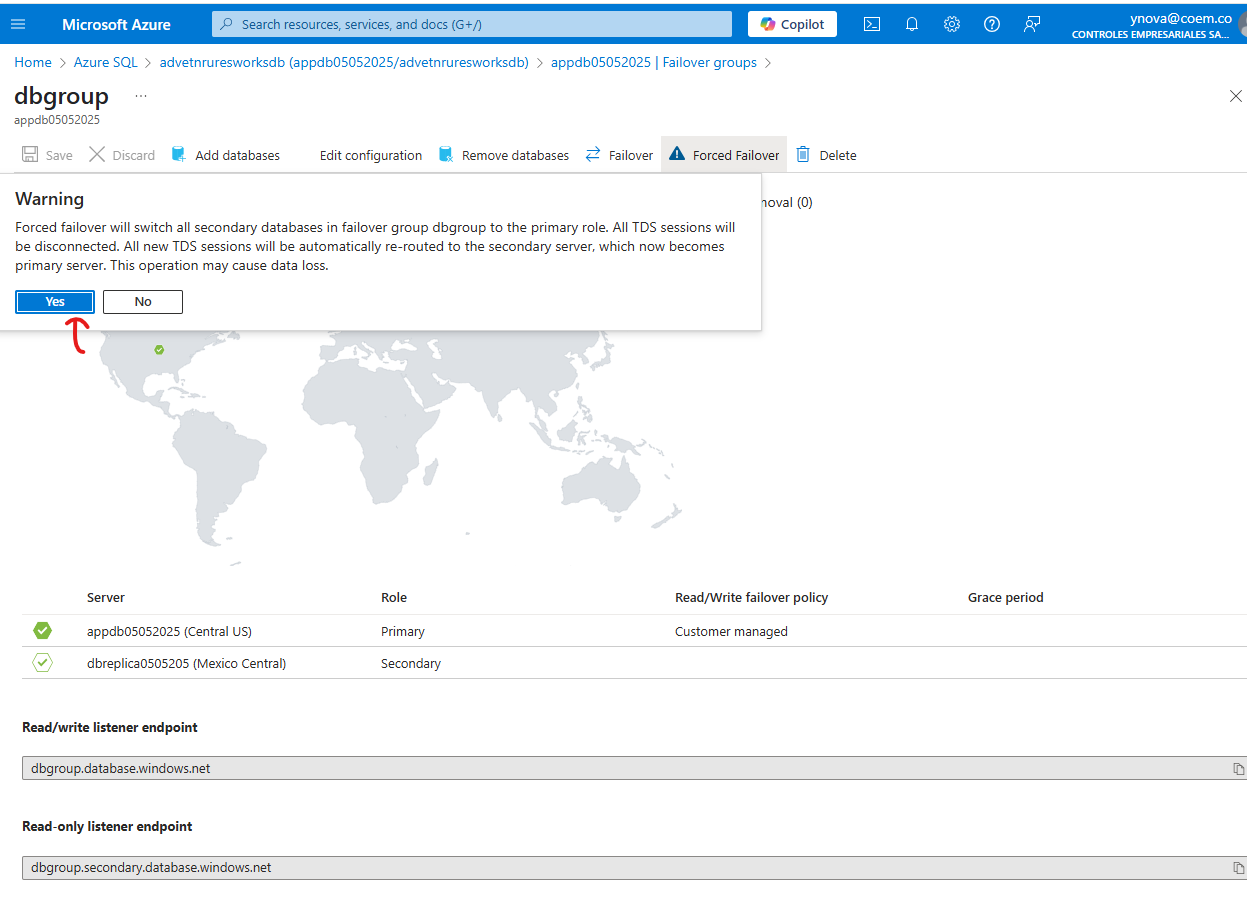 Microsoft Azure
Search resources, services, and docs (G+/)
Copilot
ynova@coem.co
CONTROLES EMPRESARIALES SA...
Home > Azure SQL > advetnruresworksdb (appdb05052025/advetnruresworksdb) > appdb05052025 | Failover groups >
dbgroup ...
appdb05052025
Save Discard Add databases Edit configuration Remove databases Failover Forced Failover Delete
Warning
moval (0)
Forced failover will switch all secondary databases in failover group dbgroup to the primary role. All TDS sessions will
be disconnected. All new TDS sessions will be automatically re-routed to the secondary server, which now becomes
primary server. This operation may cause data loss.
Yes No
Server Role Read/Write failover policy Grace period
appdb05052025 (Central US) Primary Customer managed
dbreplica0505205 (Mexico Central) Secondary
Read/write listener endpoint
dbgroup.database.windows.net
Read-only listener endpoint
dbgroup.secondary.database.windows.net